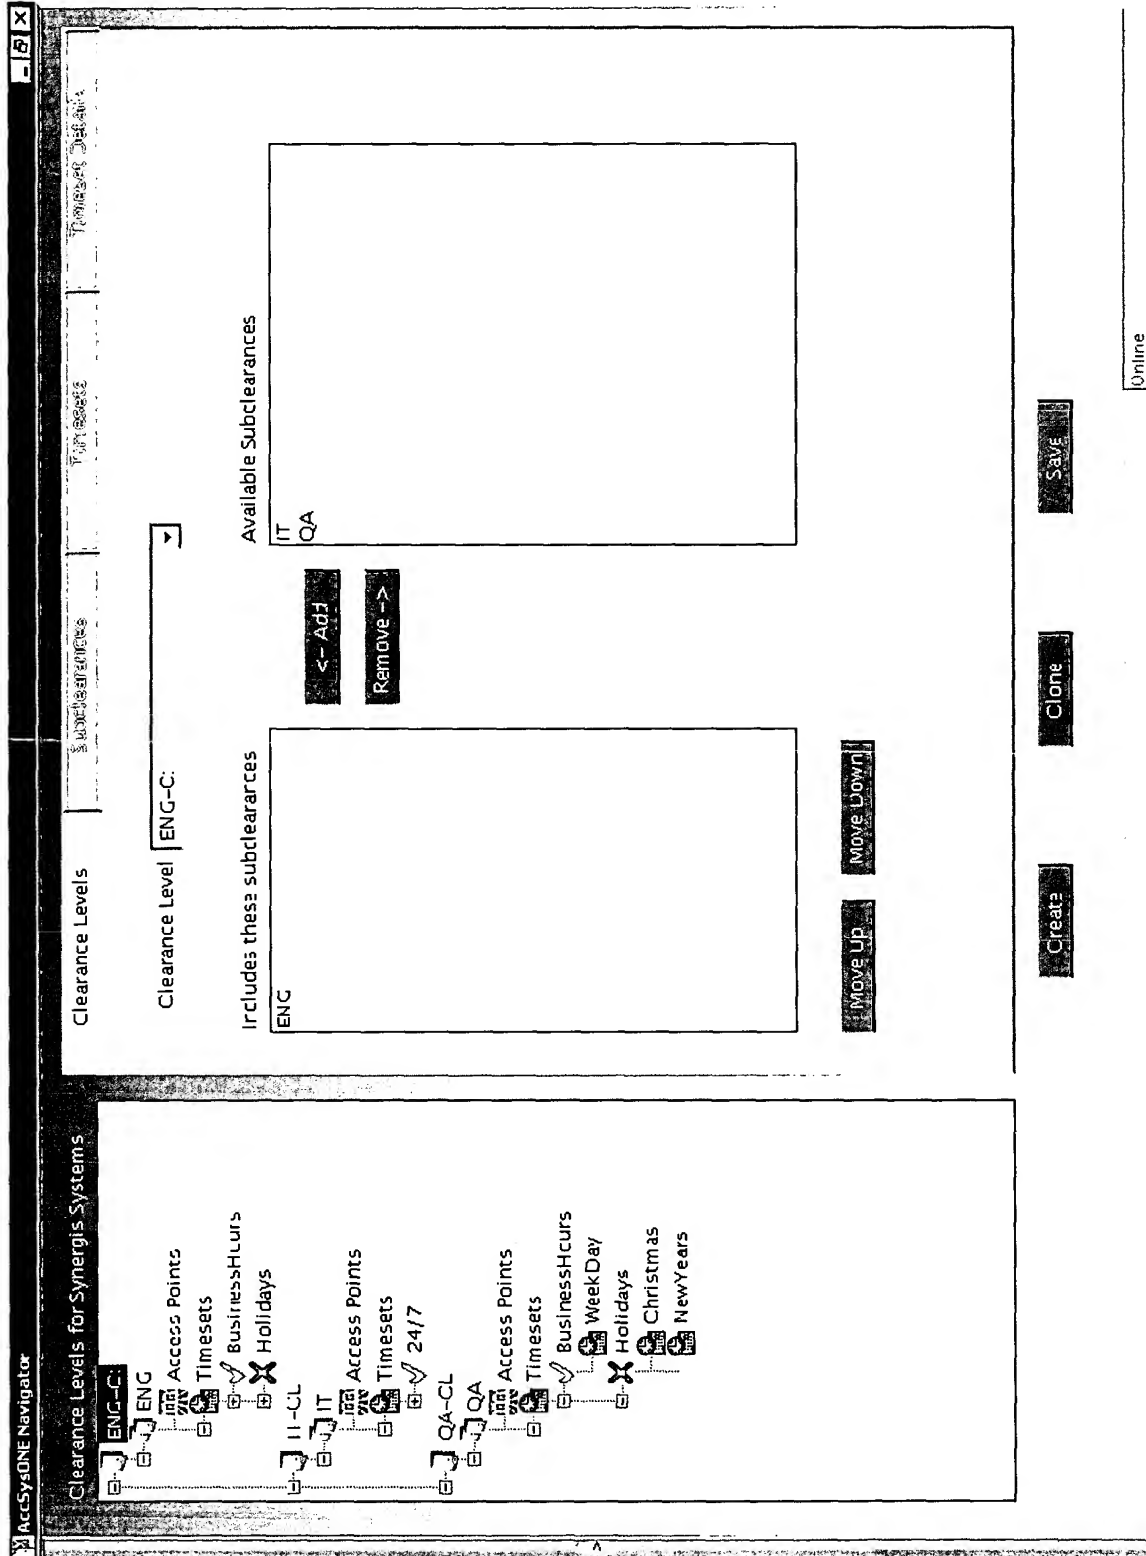 AccSysONE Navigator
Clearance Levels for Synergis Systems
ENG-C:
ENG
Access Points
Timesets
BusinessHours
Holidays
IT-CL
IT
Access Points
Timesets
24/7
QA-CL
QA
Access Points
Timesets
BusinessHours
WeekDay
Holidays
Christmas
NewYears
Clearance Levels
Subclearances
Timesets
Timeset Details
Clearance Level
ENG-C:
Includes these subclearances
ENG
<- Add
Remove ->
Available Subclearances
IT
QA
Move Up
Move Down
Create
Clone
Save
Online